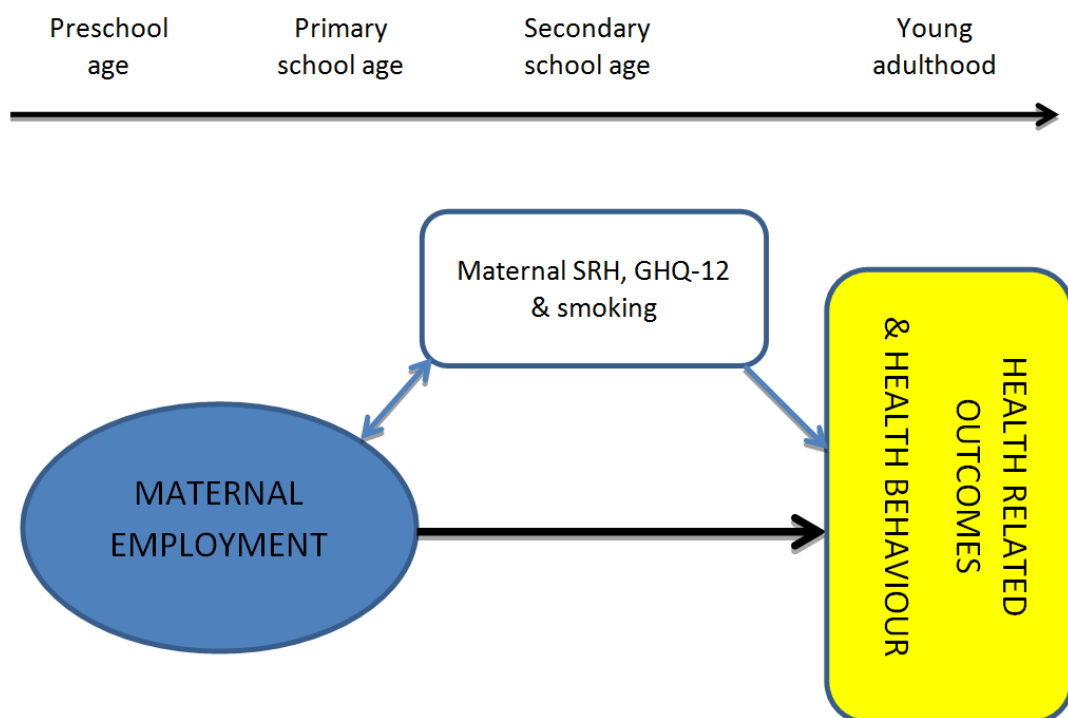 Preschool
age
Primary
school age
Secondary
school age
Young
adulthood
Maternal SRH, GHQ-12
& smoking
MATERNAL
EMPLOYMENT
HEALTH RELATED
OUTCOMES
& HEALTH BEHAVIOUR